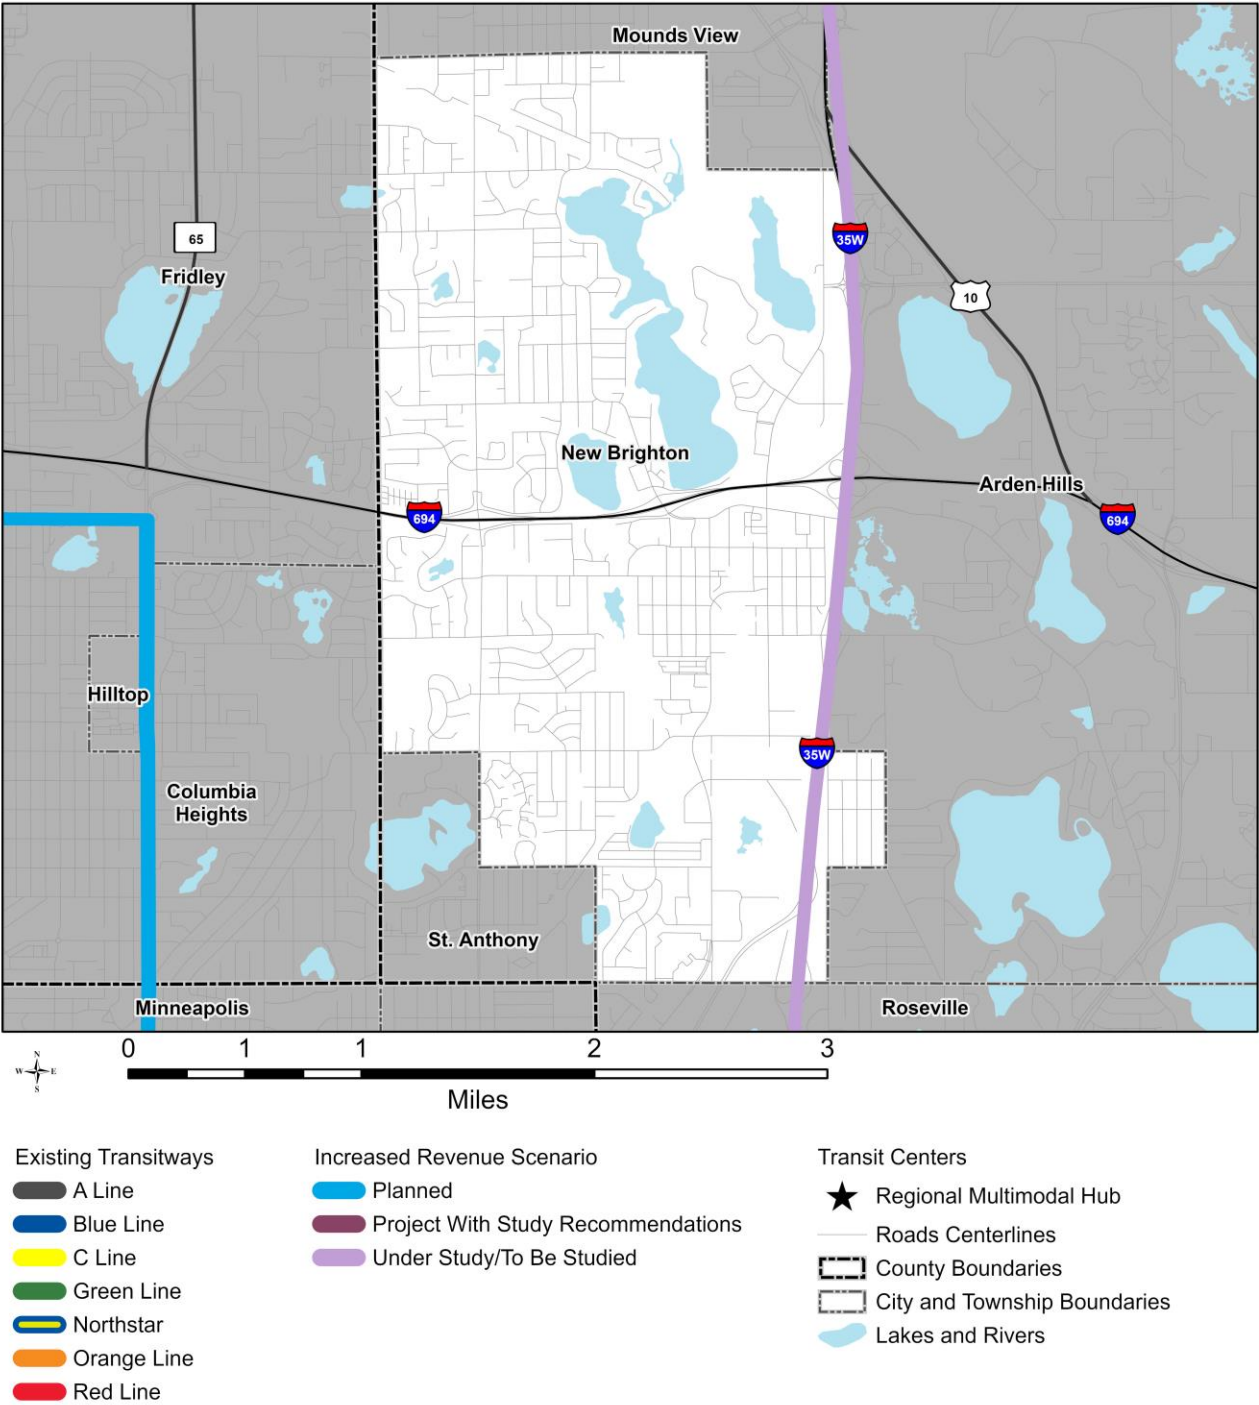 Mounds View
65
Fridley
35W
10
New Brighton
Arden Hills
694
694
Hilltop
35W
Columbia
Heights
St. Anthony
Minneapolis
Roseville
N
W E
S
0 1 1 2 3
Miles
Existing Transitways
A Line
Blue Line
C Line
Green Line
Northstar
Orange Line
Red Line
Increased Revenue Scenario
Planned
Project With Study Recommendations
Under Study/To Be Studied
Transit Centers
Regional Multimodal Hub
Roads Centerlines
County Boundaries
City and Township Boundaries
Lakes and Rivers